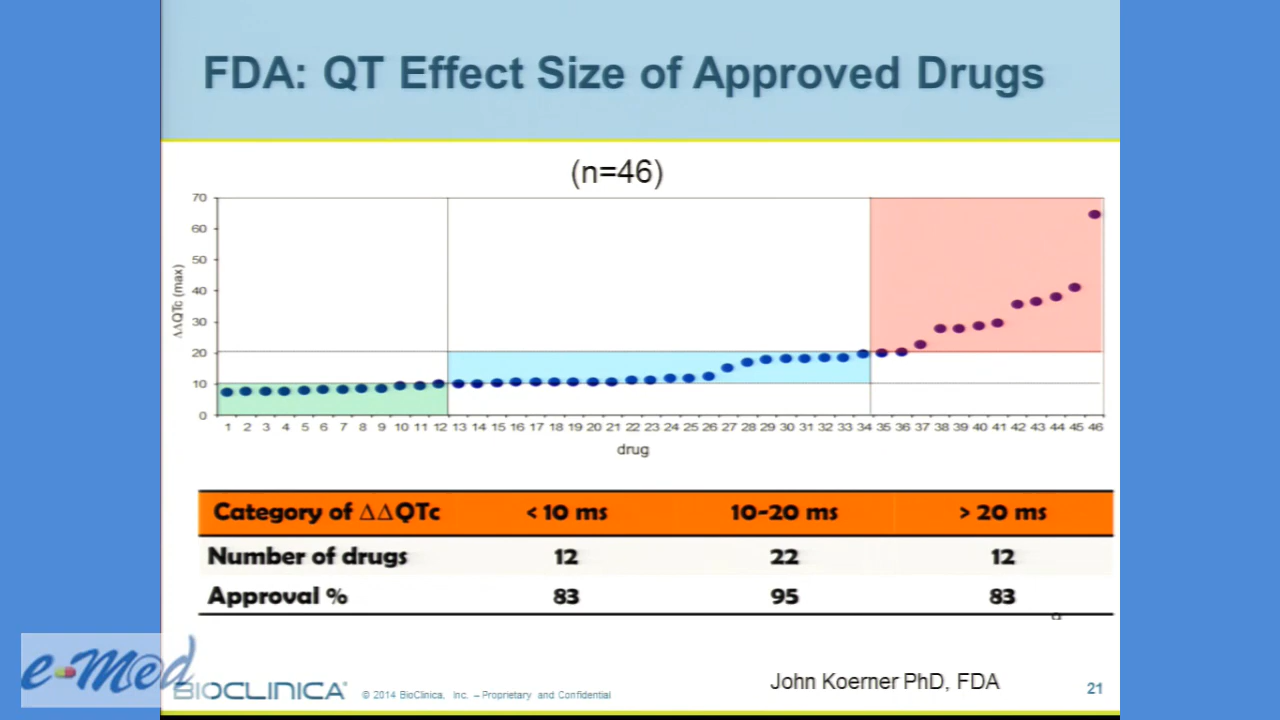 FDA: QT Effect Size of Approved Drugs
(n=46)
70
60
50
40
30
20
10
0
ΔΔQTc (max)
1 2 3 4 5 6 7 8 9 10 11 12 13 14 15 16 17 18 19 20 21 22 23 24 25 26 27 28 29 30 31 32 33 34 35 36 37 38 39 40 41 42 43 44 45 46
drug
Category of ΔΔQTc < 10 ms 10-20 ms > 20 ms
Number of drugs 12 22 12
Approval % 83 95 83
e-Med
BIOCLINICA®
© 2014 BioClinica, Inc. – Proprietary and Confidential
John Koerner PhD, FDA
21